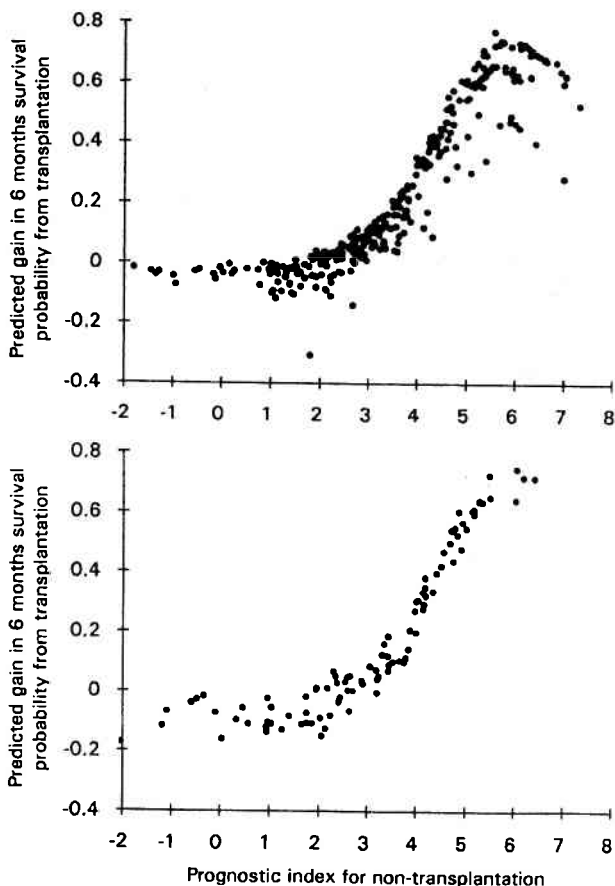 Predicted gain in 6 months survival
probability from transplantation
0.8
0.6
0.4
0.2
0
-0.2
-0.4
-2 -1 0 1 2 3 4 5 6 7 8
Predicted gain in 6 months survival
probability from transplantation
0.8
0.6
0.4
0.2
0
-0.2
-0.4
-2 -1 0 1 2 3 4 5 6 7 8
Prognostic index for non-transplantation